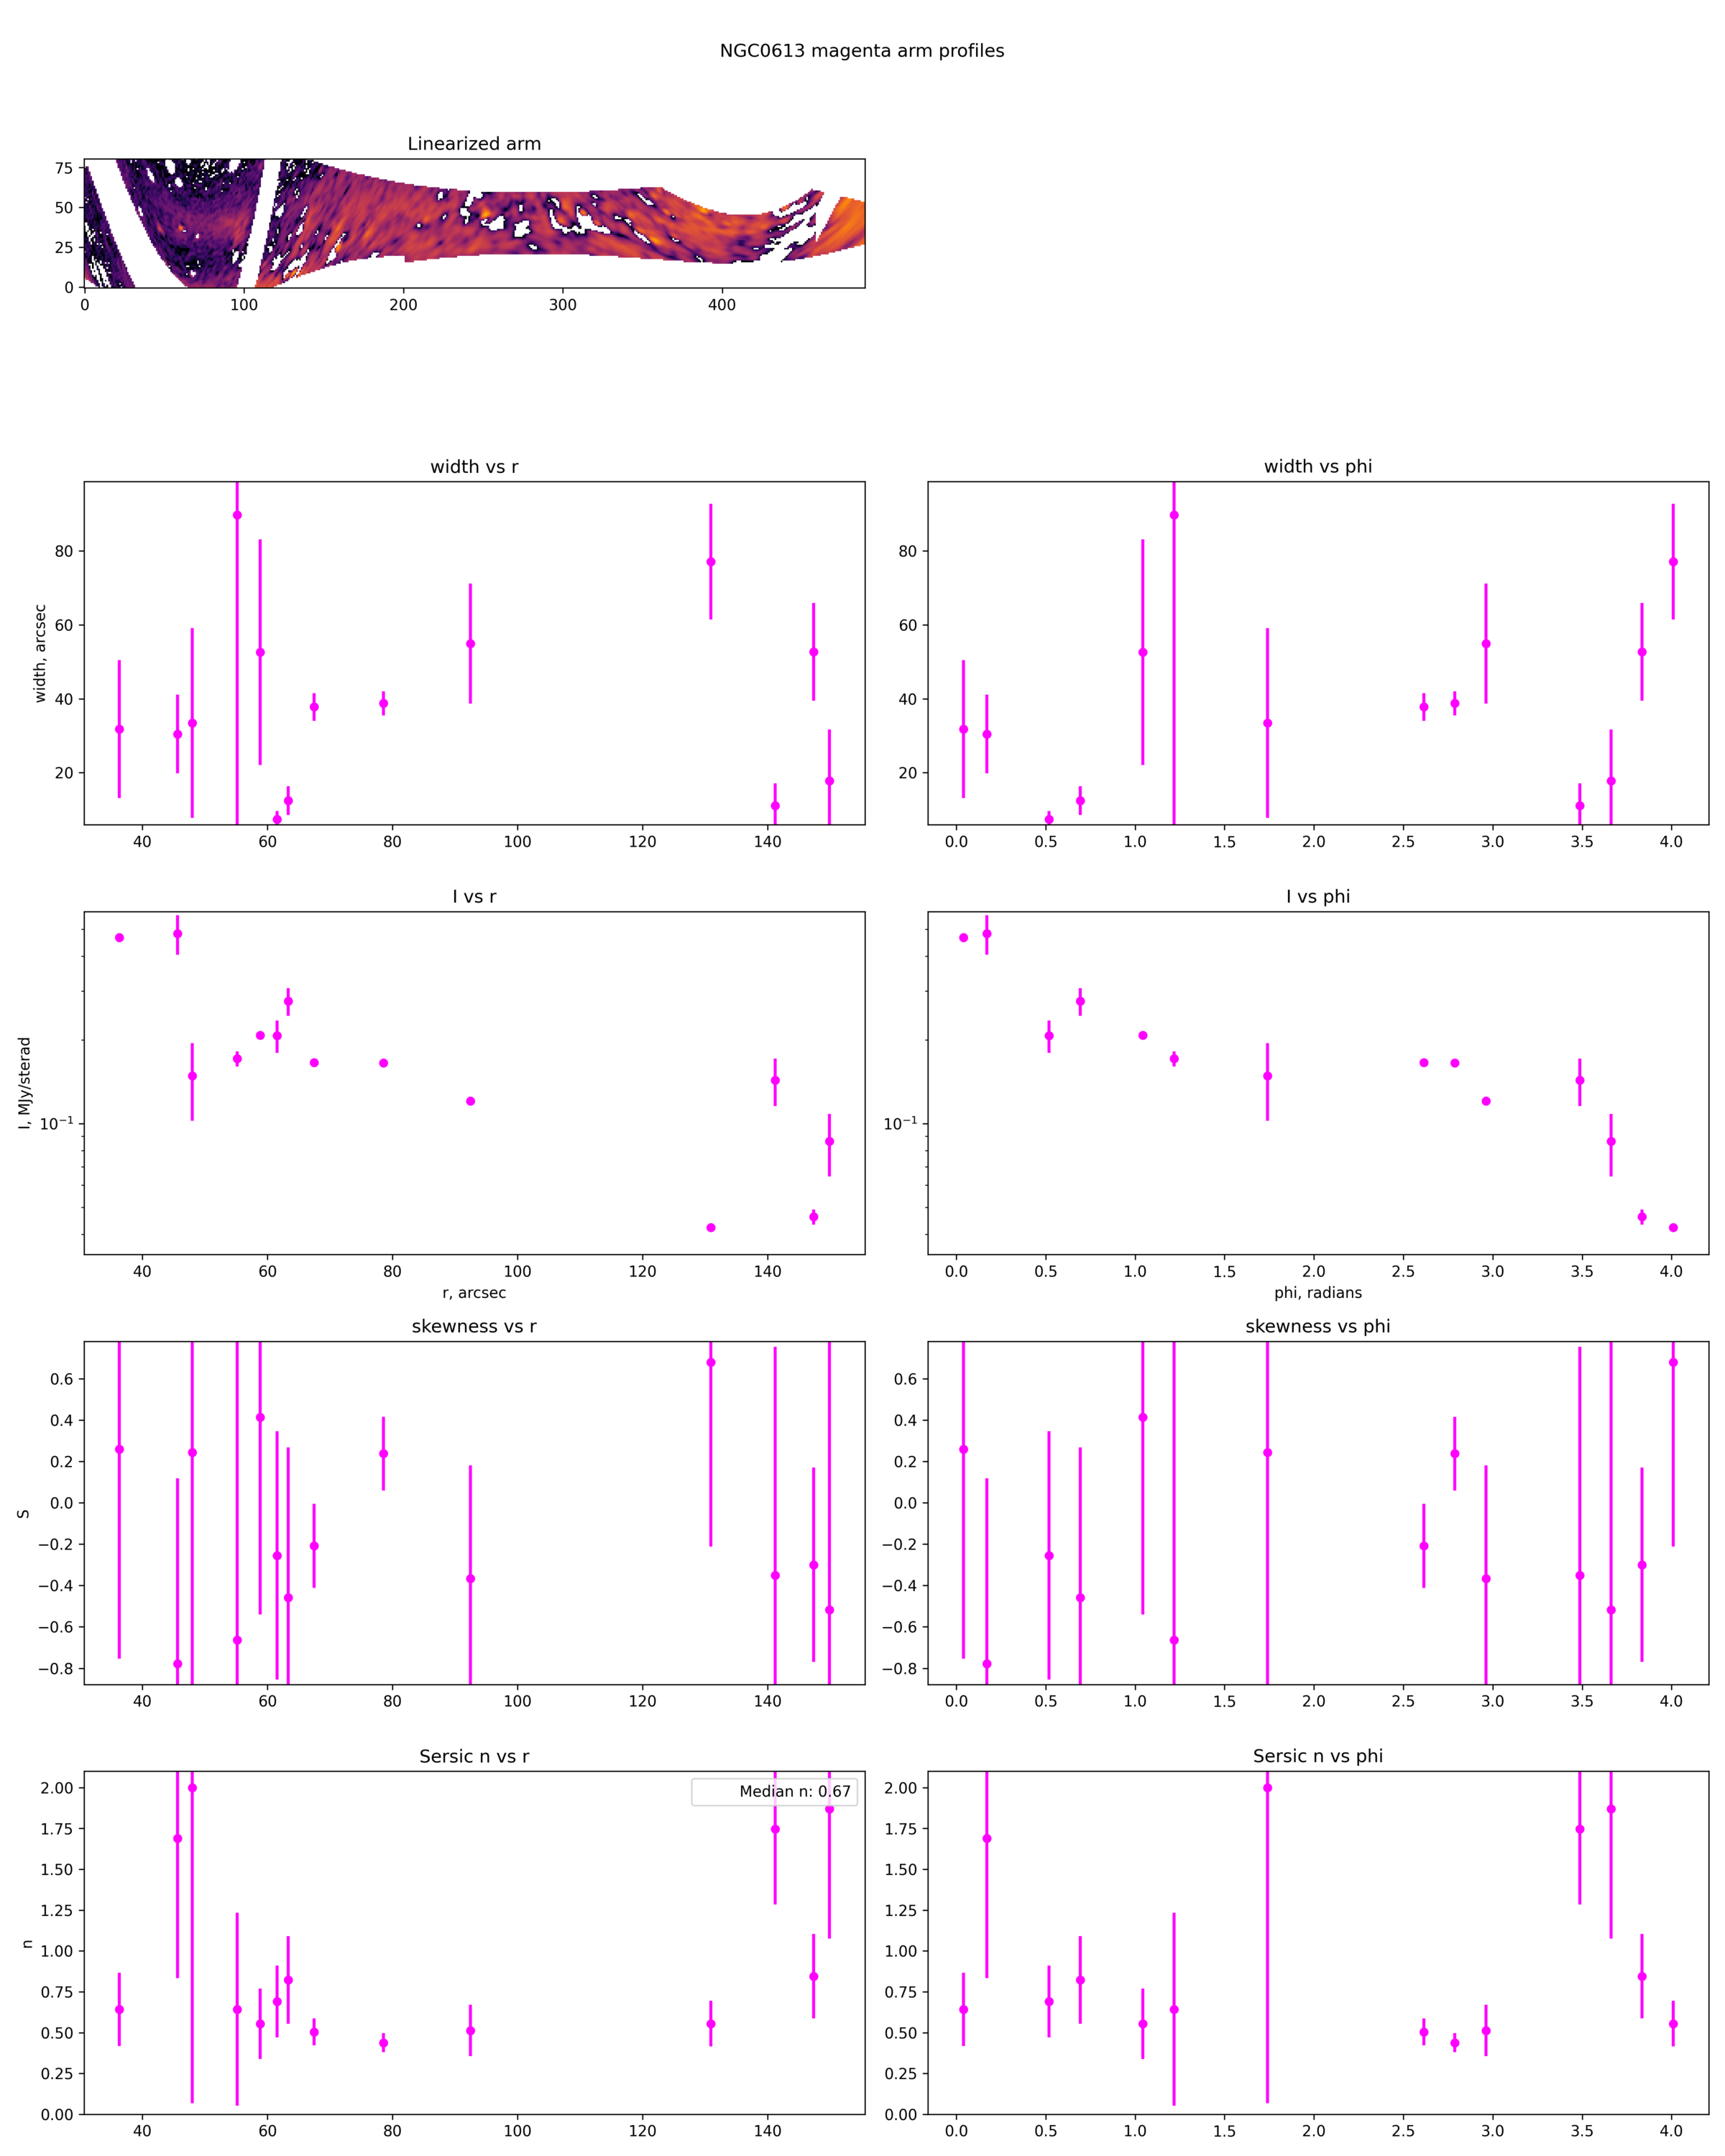 NGC0613 magenta arm profiles
Linearized arm
75
50
25
0
0 100 200 300 400
width vs r
width vs phi
width, arcsec
80
60
40
20
40 60 80 100 120 140
80
60
40
20
0.0 0.5 1.0 1.5 2.0 2.5 3.0 3.5 4.0
I vs r
I vs phi
I, MJy/sterad
10⁻¹
40 60 80 100 120 140
r, arcsec
10⁻¹
0.0 0.5 1.0 1.5 2.0 2.5 3.0 3.5 4.0
phi, radians
skewness vs r
skewness vs phi
S
0.6
0.4
0.2
0.0
−0.2
−0.4
−0.6
−0.8
40 60 80 100 120 140
0.6
0.4
0.2
0.0
−0.2
−0.4
−0.6
−0.8
0.0 0.5 1.0 1.5 2.0 2.5 3.0 3.5 4.0
Sersic n vs r
Sersic n vs phi
n
2.00
1.75
1.50
1.25
1.00
0.75
0.50
0.25
0.00
Median n: 0.67
40 60 80 100 120 140
2.00
1.75
1.50
1.25
1.00
0.75
0.50
0.25
0.00
0.0 0.5 1.0 1.5 2.0 2.5 3.0 3.5 4.0